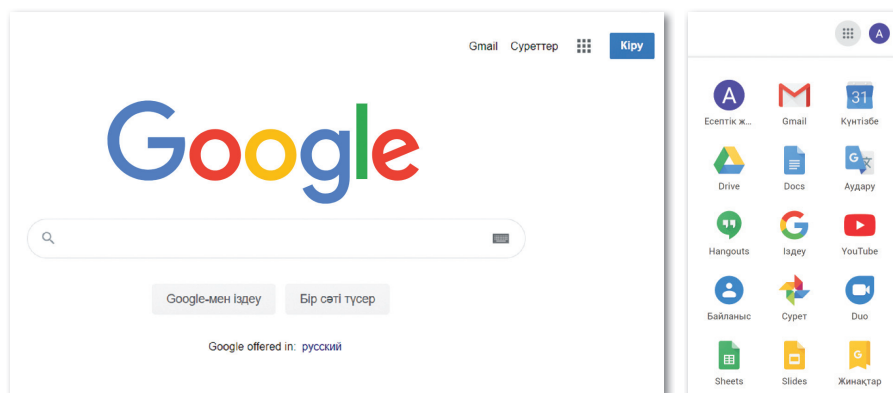 Gmail Суреттер Кіру
Google
Google-мен іздеу Бір сәті түсер
Google offered in: русский
A
A 31
Есептік ж... Gmail Күнтізбе
G
Drive Docs Аудару
Hangouts Іздеу YouTube
Байланыс Сурет Duo
G
Sheets Slides Жинақтар